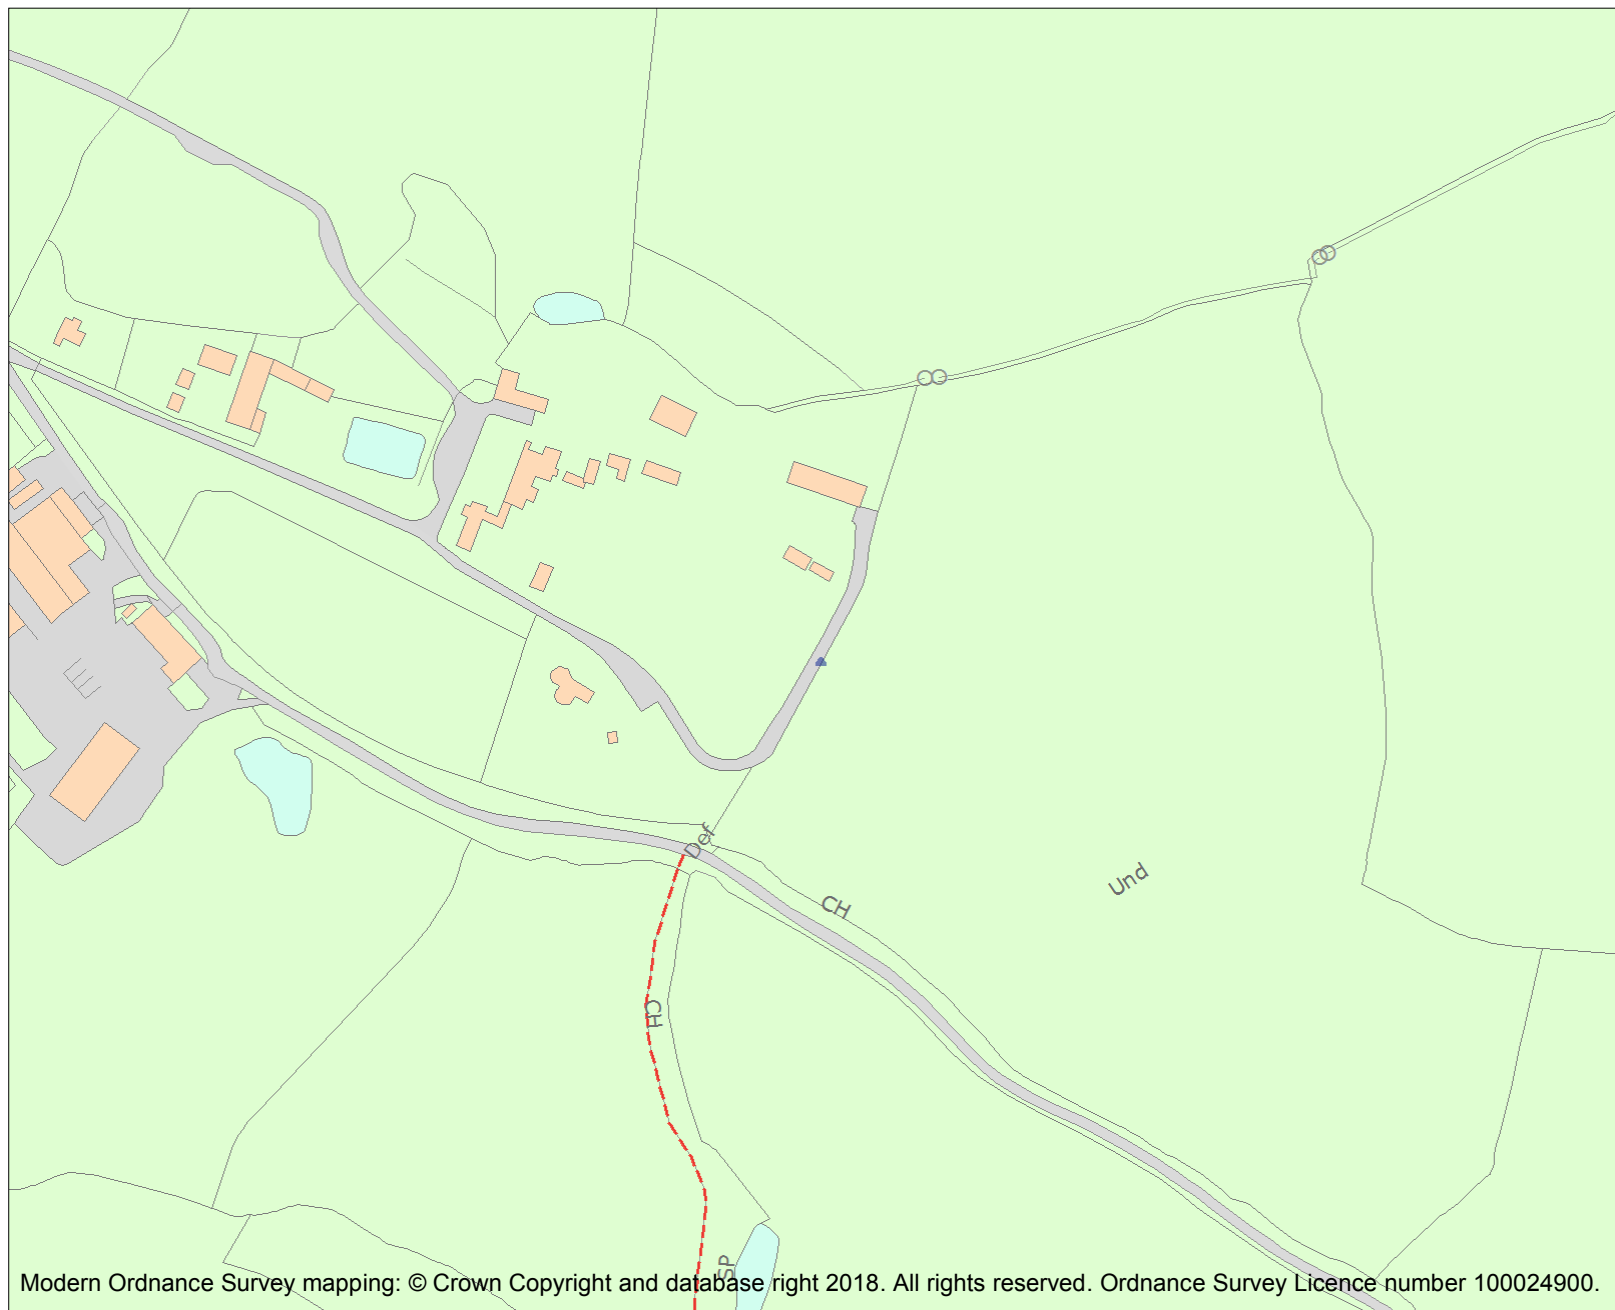 Def
CH
Und
CH
SP
Modern Ordnance Survey mapping: © Crown Copyright and database right 2018. All rights reserved. Ordnance Survey Licence number 100024900.